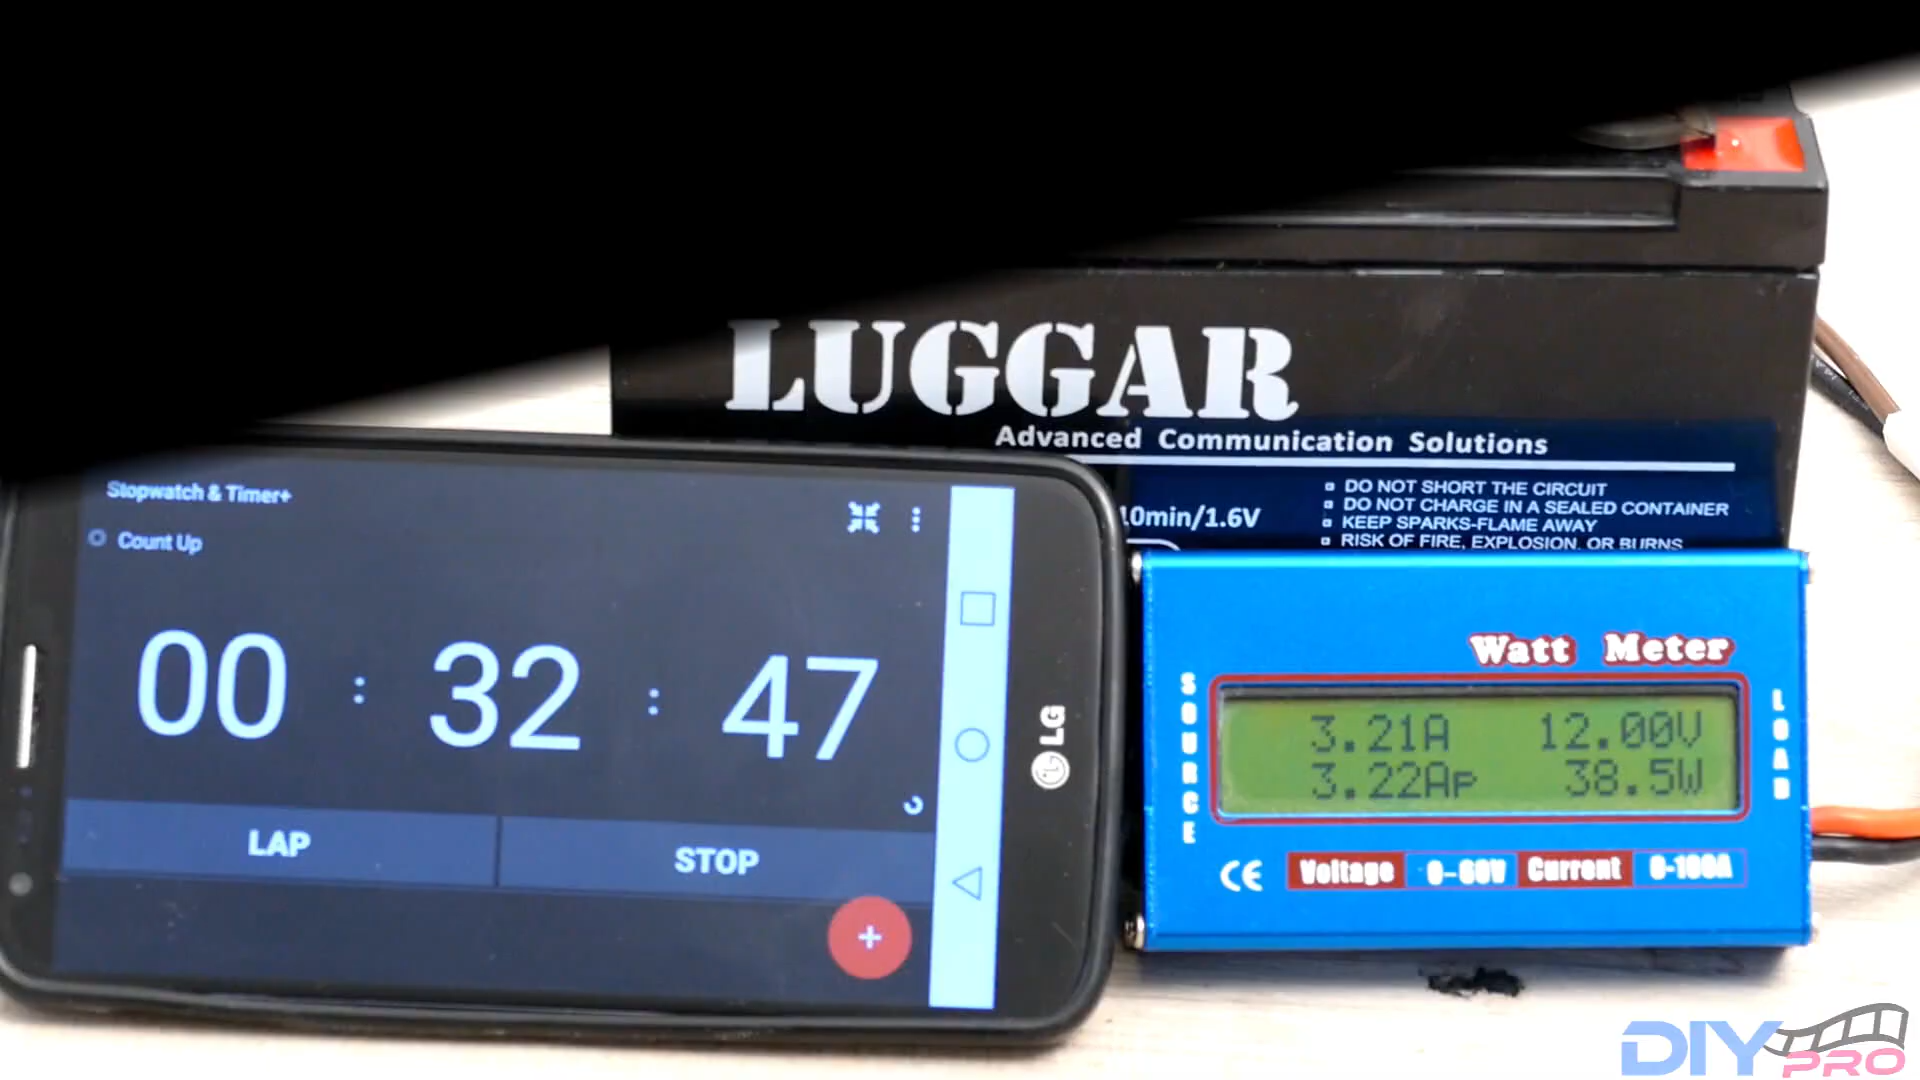 LUGGAR
Advanced Communication Solutions
10min/1.6V
DO NOT SHORT THE CIRCUIT
DO NOT CHARGE IN A SEALED CONTAINER
KEEP SPARKS-FLAME AWAY
RISK OF FIRE, EXPLOSION, OR BURNS
Stopwatch & Timer+
Count Up
00 : 32 : 47
LAP STOP
+
LG LG
Watt Meter
SOURCE
3.21A 12.00V
3.22Ap 38.5W
LOAD
CE Voltage 0-60V Current 0-100A
DIY PRO